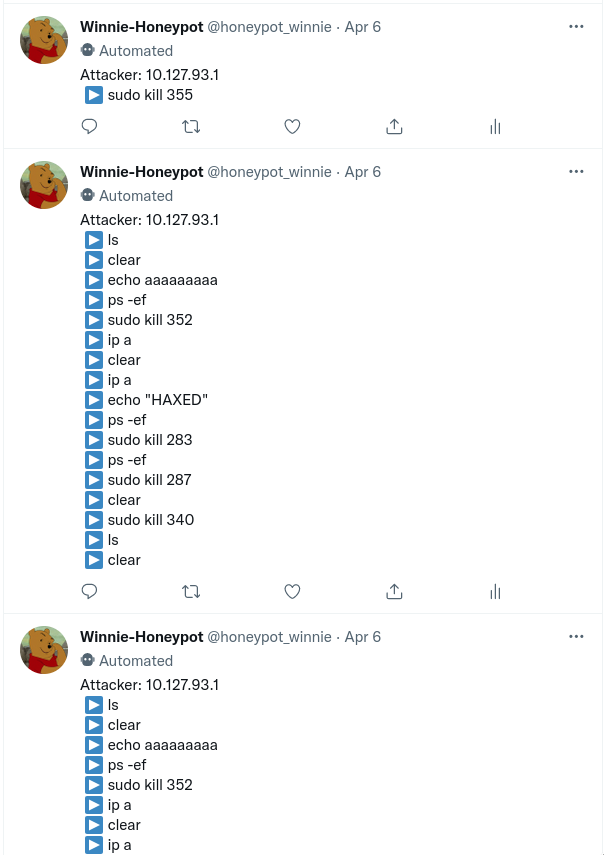 Winnie-Honeypot @honeypot_winnie · Apr 6
Automated
Attacker: 10.127.93.1
▶ sudo kill 355
Winnie-Honeypot @honeypot_winnie · Apr 6
Automated
Attacker: 10.127.93.1
▶ ls
▶ clear
▶ echo aaaaaaaaa
▶ ps -ef
▶ sudo kill 352
▶ ip a
▶ clear
▶ ip a
▶ echo "HAXED"
▶ ps -ef
▶ sudo kill 283
▶ ps -ef
▶ sudo kill 287
▶ clear
▶ sudo kill 340
▶ ls
▶ clear
Winnie-Honeypot @honeypot_winnie · Apr 6
Automated
Attacker: 10.127.93.1
▶ ls
▶ clear
▶ echo aaaaaaaaa
▶ ps -ef
▶ sudo kill 352
▶ ip a
▶ clear
▶ ip a